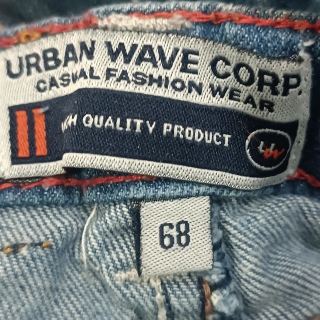 URBAN WAVE CORP.
CASUAL FASHION WEAR
QUALITY PRODUCT
68